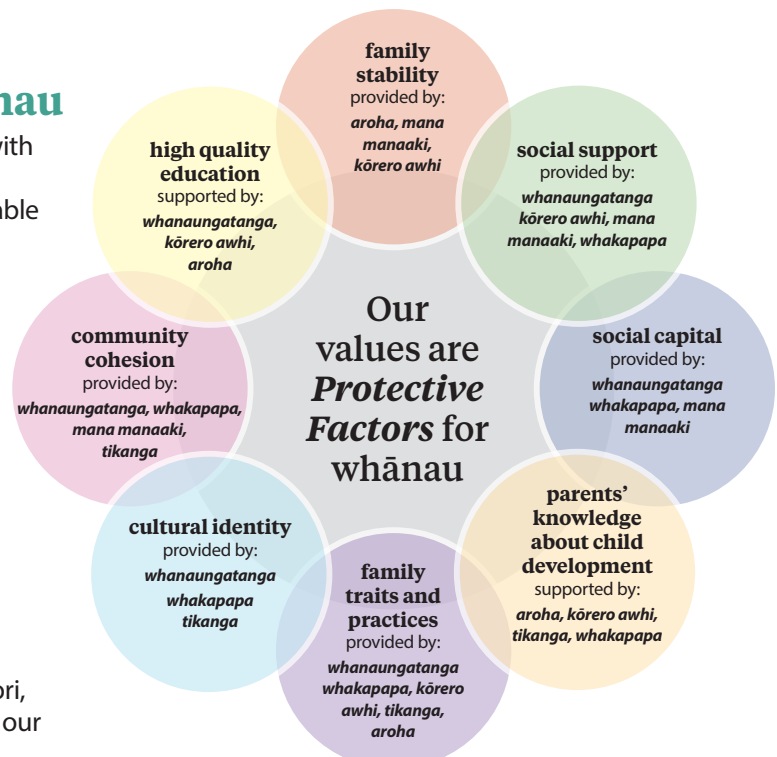 nau
ith
able
family
stability
provided by:
aroha, mana
manaaki,
kōrero awhi
high quality
education
supported by:
whanaungatanga,
kōrero awhi,
aroha
social support
provided by:
whanaungatanga
kōrero awhi, mana
manaaki, whakapapa
community
cohesion
provided by:
whanaungatanga, whakapapa,
mana manaaki,
tikanga
Our
values are
Protective
Factors for
whānau
social capital
provided by:
whanaungatanga
whakapapa, mana
manaaki
cultural identity
provided by:
whanaungatanga
whakapapa
tikanga
family
traits and
practices
provided by:
whanaungatanga
whakapapa, kōrero
awhi, tikanga,
aroha
parents'
knowledge
about child
development
supported by:
aroha, kōrero awhi,
tikanga, whakapapa
ori,
our